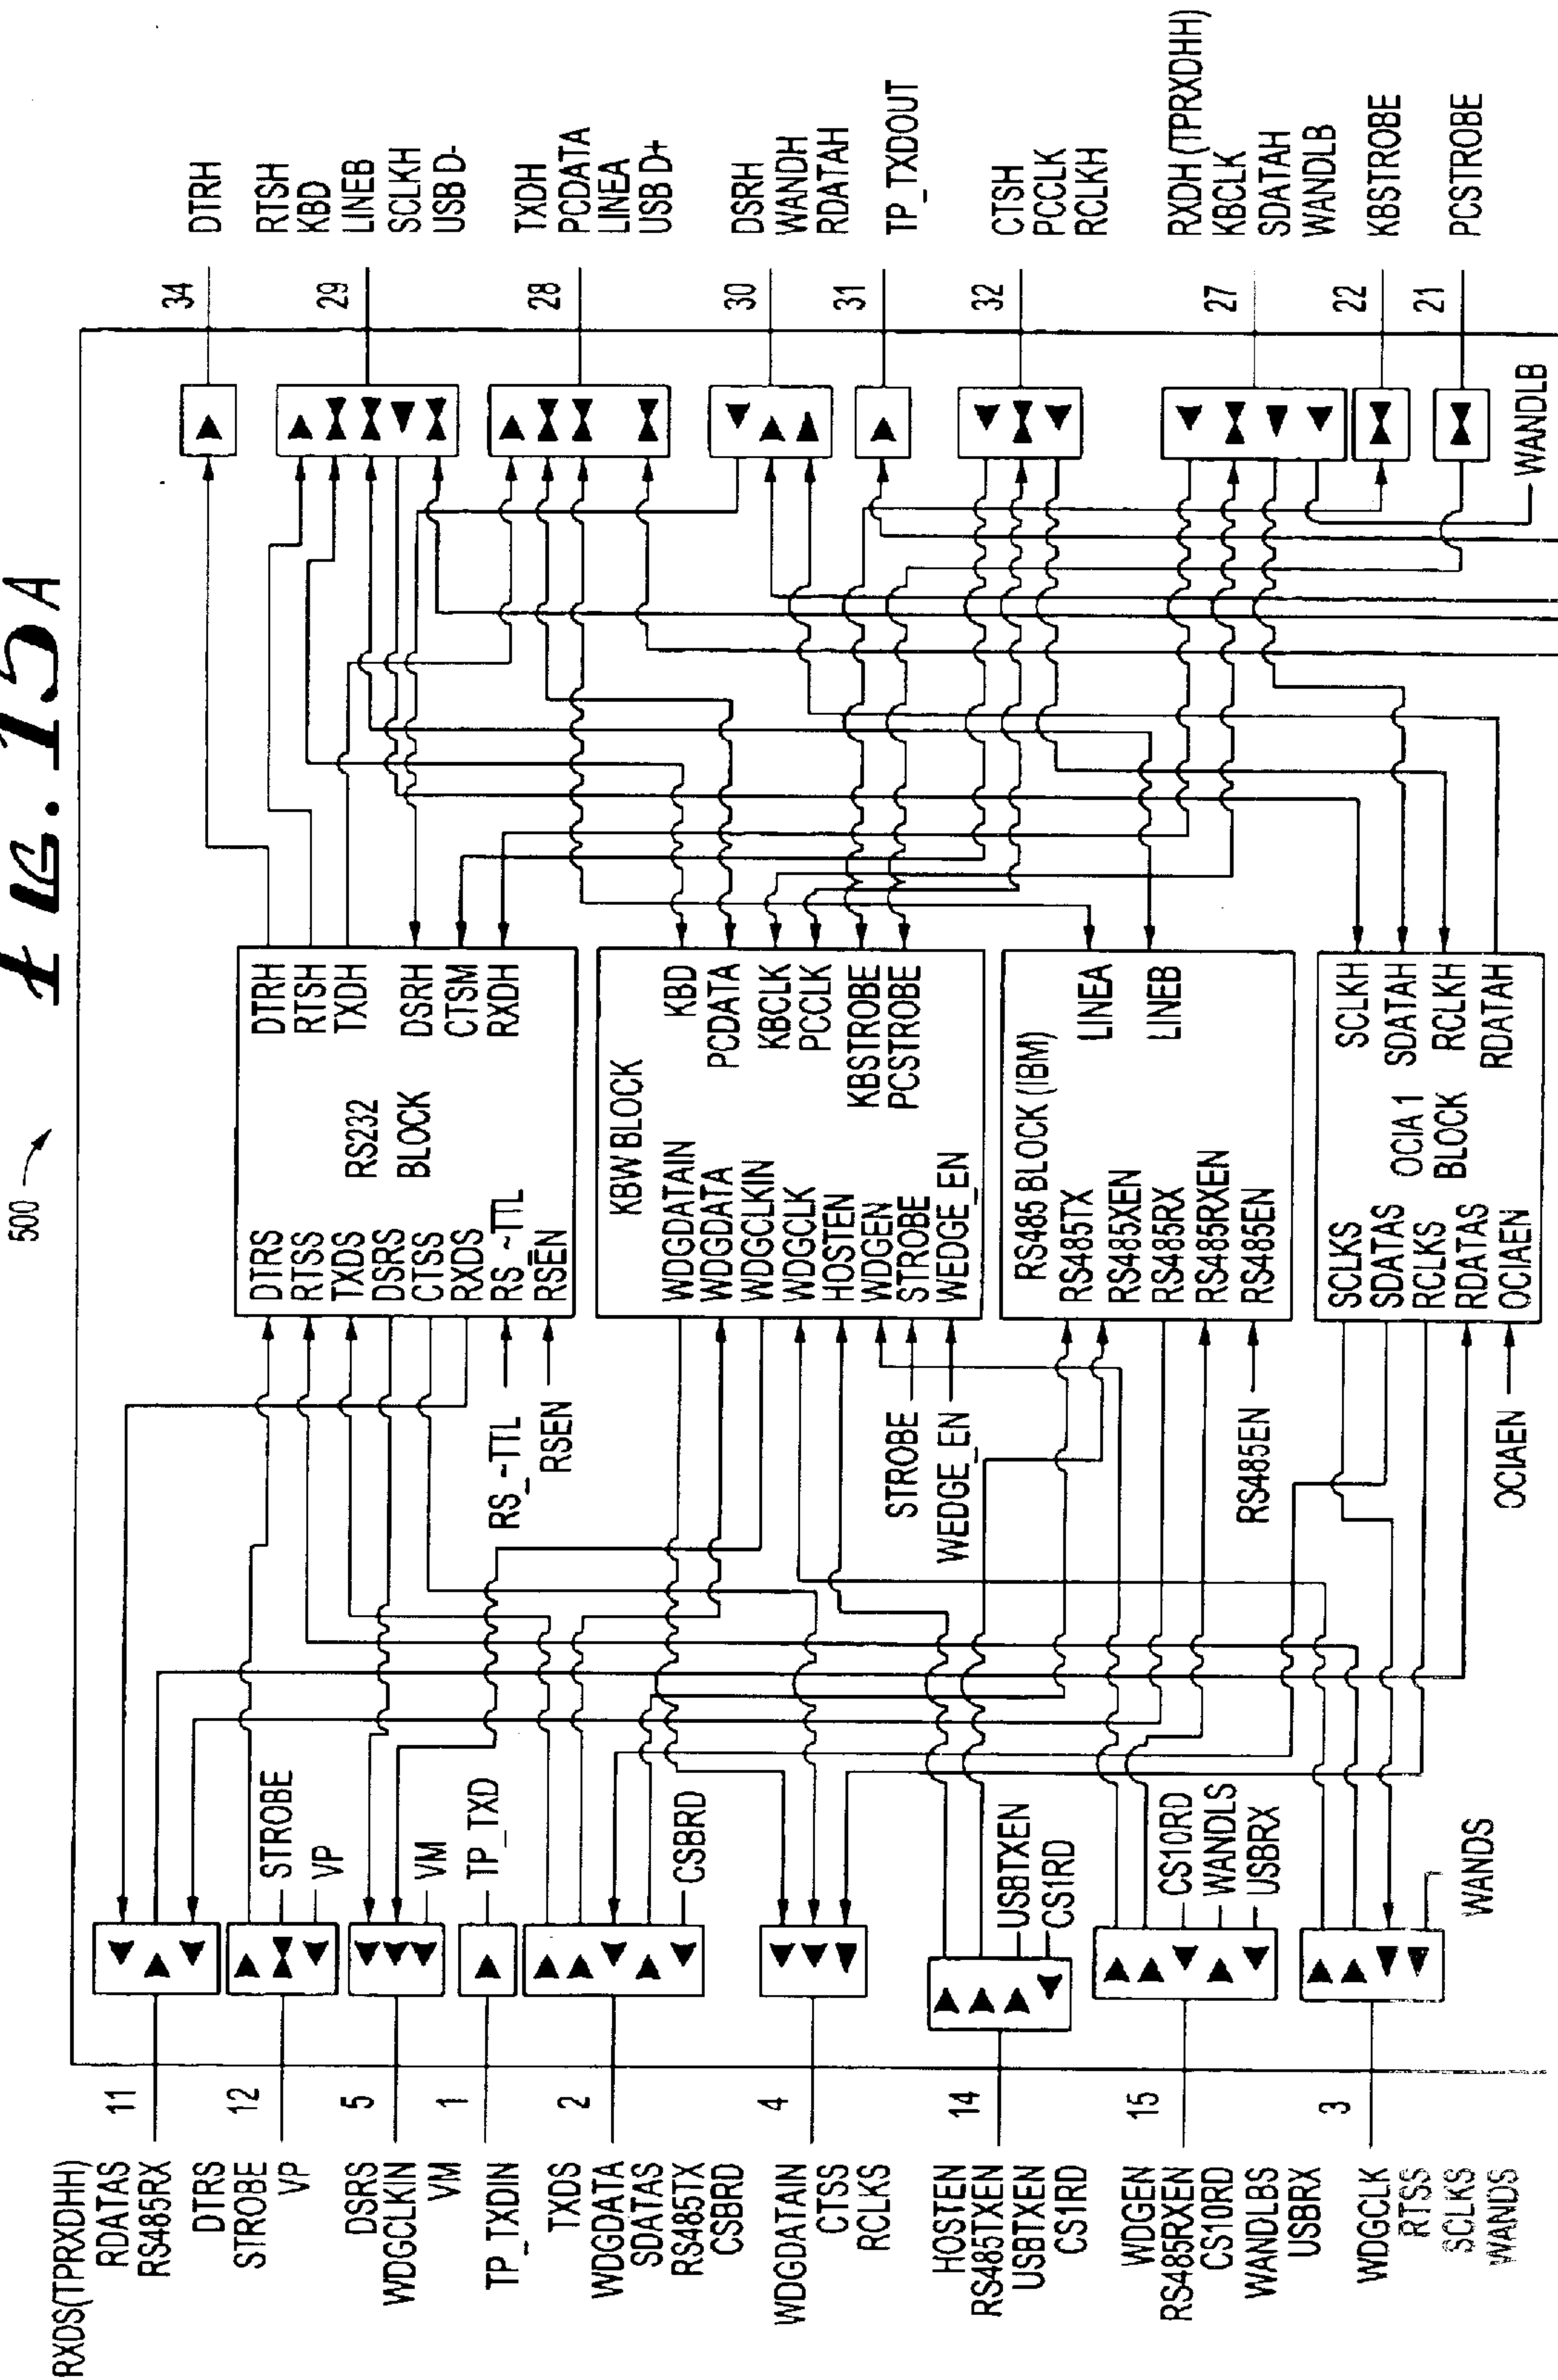 FIG. 15A
500
DTRH
34
RTSH
KBD
LINEB
SCLKH
USB D-
29
TXDH
PCDATA
LINEA
USB D+
28
DSRH
WANDH
RDATAH
30
TP_TXDOUT
31
CTSH
PCCLK
RCLKH
32
RXDH (TPRXDHH)
KBCLK
SDATAH
WANDLB
27
KBSTROBE
22
PCSTROBE
21
WANDLB
DTRH
RTSH
TXDH
DSRH
CTSM
RXDH
RS232
BLOCK
DTRS
RTSS
TXDS
DSRS
CTSS
RXDS
RS_~TTL
RSEN
RS_~TTL
RSEN
KBW BLOCK
KBD
PCDATA
KBCLK
PCCLK
KBSTROBE
PCSTROBE
WDGDATAIN
WDGDATA
WDGCLKIN
WDGCLK
HOSTEN
WDGEN
STROBE
WEDGE_EN
STROBE
WEDGE_EN
RS485 BLOCK (IBM)
LINEA
LINEB
RS485TX
RS485XEN
RS485RX
RS485RXEN
RS485EN
RS485EN
SCLKH
SDATAH
RCLKH
RDATAH
OCIA 1
BLOCK
SCLKS
SDATAS
RCLKS
RDATAS
OCIAEN
OCIAEN
STROBE
VP
VM
TP_TXD
CSBRD
USBTXEN
CS1RD
CS10RD
WANDLS
USBRX
WANDS
11
RXDS(TPRXDHH)
RDATAS
RS485RX
12
DTRS
STROBE
VP
5
DSRS
WDGCLKIN
VM
1
TP_TXDIN
2
TXDS
WDGDATA
SDATAS
RS485TX
CSBRD
4
WDGDATAIN
CTSS
RCLKS
14
HOSTEN
RS485TXEN
USBTXEN
CS1RD
15
WDGEN
RS485RXEN
CS10RD
WANDLBS
USBRX
3
WDGCLK
RTSS
SCLKS
WANDS